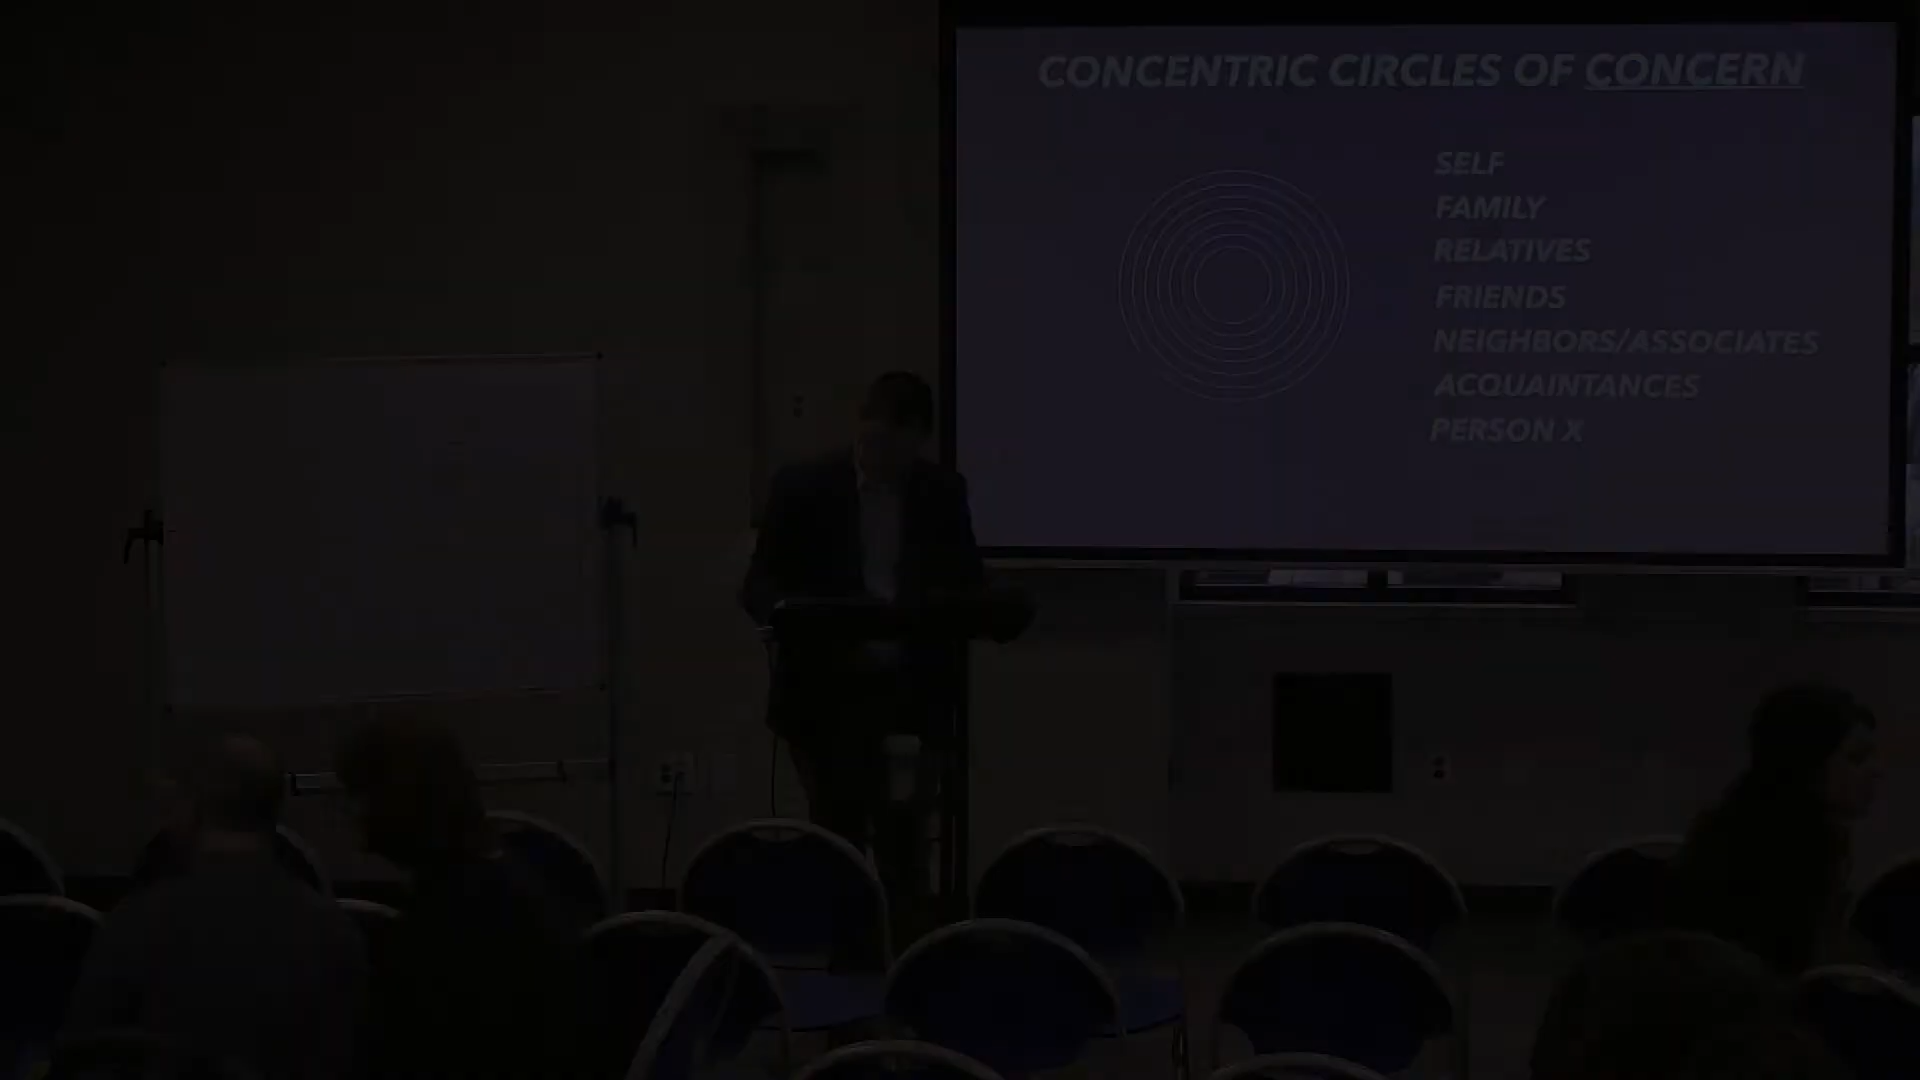 CONCENTRIC CIRCLES OF CONCERN
SELF
FAMILY
RELATIVES
FRIENDS
NEIGHBORS/ASSOCIATES
ACQUAINTANCES
PERSON X